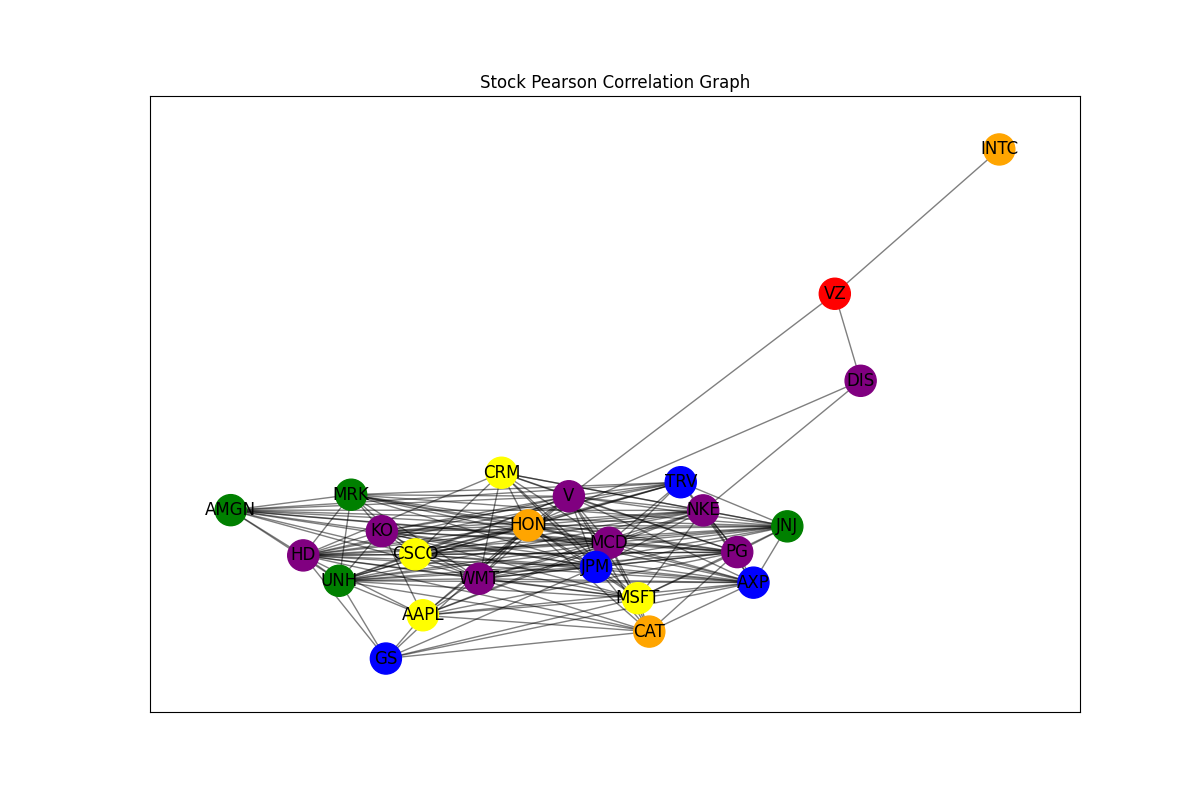 Stock Pearson Correlation Graph
INTC
VZ
DIS
CRM
TRV
MRK
V
AMGN
NKE
HON
JNJ
KO
MCD
PG
CSCO
HD
JPM
UNH
WMT
AXP
MSFT
AAPL
CAT
GS